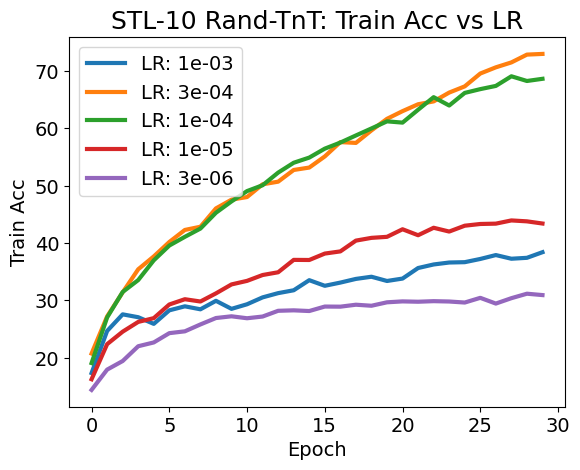 STL-10 Rand-TnT: Train Acc vs LR
LR: 1e-03
LR: 3e-04
LR: 1e-04
LR: 1e-05
LR: 3e-06
Train Acc
70
60
50
40
30
20
0 5 10 15 20 25 30
Epoch